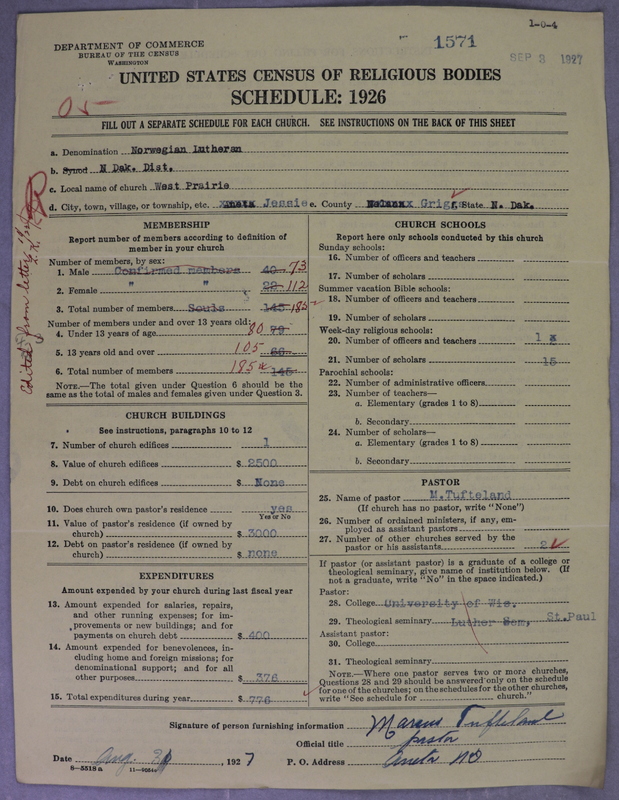 1-0-4
DEPARTMENT OF COMMERCE
BUREAU OF THE CENSUS
WASHINGTON
1571
SEP 3 1927
UNITED STATES CENSUS OF RELIGIOUS BODIES
SCHEDULE: 1926
05
FILL OUT A SEPARATE SCHEDULE FOR EACH CHURCH. SEE INSTRUCTIONS ON THE BACK OF THIS SHEET
a. Denomination Norwegian Lutheran
b. Synod N Dak. Dist.
c. Local name of church West Prairie
d. City, town, village, or township, etc. Jessie e. County Griggs State N. Dak.
Edited from letter
MEMBERSHIP
Report number of members according to definition of
member in your church
Number of members, by sex:
1. Male Confirmed members 40 73
2. Female " " 112
3. Total number of members Souls 145 185
Number of members under and over 13 years old:
4. Under 13 years of age 80 79
5. 13 years old and over 105 66
6. Total number of members 185 145
NOTE.—The total given under Question 6 should be the
same as the total of males and females given under Question 3.
CHURCH BUILDINGS
See instructions, paragraphs 10 to 12
7. Number of church edifices 1
8. Value of church edifices $ 2500
9. Debt on church edifices $ None
10. Does church own pastor's residence yes
Yes or No
11. Value of pastor's residence (if owned by
church) $ 3000
12. Debt on pastor's residence (if owned by
church) $ none
EXPENDITURES
Amount expended by your church during last fiscal year
13. Amount expended for salaries, repairs,
and other running expenses; for im-
provements or new buildings; and for
payments on church debt $ 400
14. Amount expended for benevolences, in-
cluding home and foreign missions; for
denominational support; and for all
other purposes $ 376
15. Total expenditures during year $ 776
CHURCH SCHOOLS
Report here only schools conducted by this church
Sunday schools:
16. Number of officers and teachers
17. Number of scholars
Summer vacation Bible schools:
18. Number of officers and teachers
19. Number of scholars
Week-day religious schools:
20. Number of officers and teachers 1 x
21. Number of scholars 15
Parochial schools:
22. Number of administrative officers
23. Number of teachers—
a. Elementary (grades 1 to 8)
b. Secondary
24. Number of scholars—
a. Elementary (grades 1 to 8)
b. Secondary
PASTOR
25. Name of pastor M.Tufteland
(If church has no pastor, write "None")
26. Number of ordained ministers, if any, em-
ployed as assistant pastors
27. Number of other churches served by the
pastor or his assistants 2
If pastor (or assistant pastor) is a graduate of a college or
theological seminary, give name of institution below. (If
not a graduate, write "No" in the space indicated.)
Pastor:
28. College University of Wis.
29. Theological seminary Luther Sem, St.Paul
Assistant pastor:
30. College
31. Theological seminary
NOTE.—Where one pastor serves two or more churches,
Questions 28 and 29 should be answered only on the schedule
for one of the churches; on the schedules for the other churches,
write "See schedule for church."
Signature of person furnishing information Marcus Tufteland
Official title pastor
Date Aug. 1927 P. O. Address Aneta ND
8—5518a